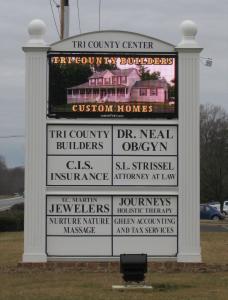 TRI COUNTY CENTER
TRI COUNTY BUILDERS
CUSTOM HOMES
TRI COUNTY
BUILDERS
DR. NEAL
OB/GYN
C.I.S.
INSURANCE
S.L. STRISSEL
ATTORNEY AT LAW
T.C. MARTIN
JEWELERS
JOURNEYS
HOLISTIC THERAPY
NURTURE NATURE
MASSAGE
GREEN ACCOUNTING
AND TAX SERVICES